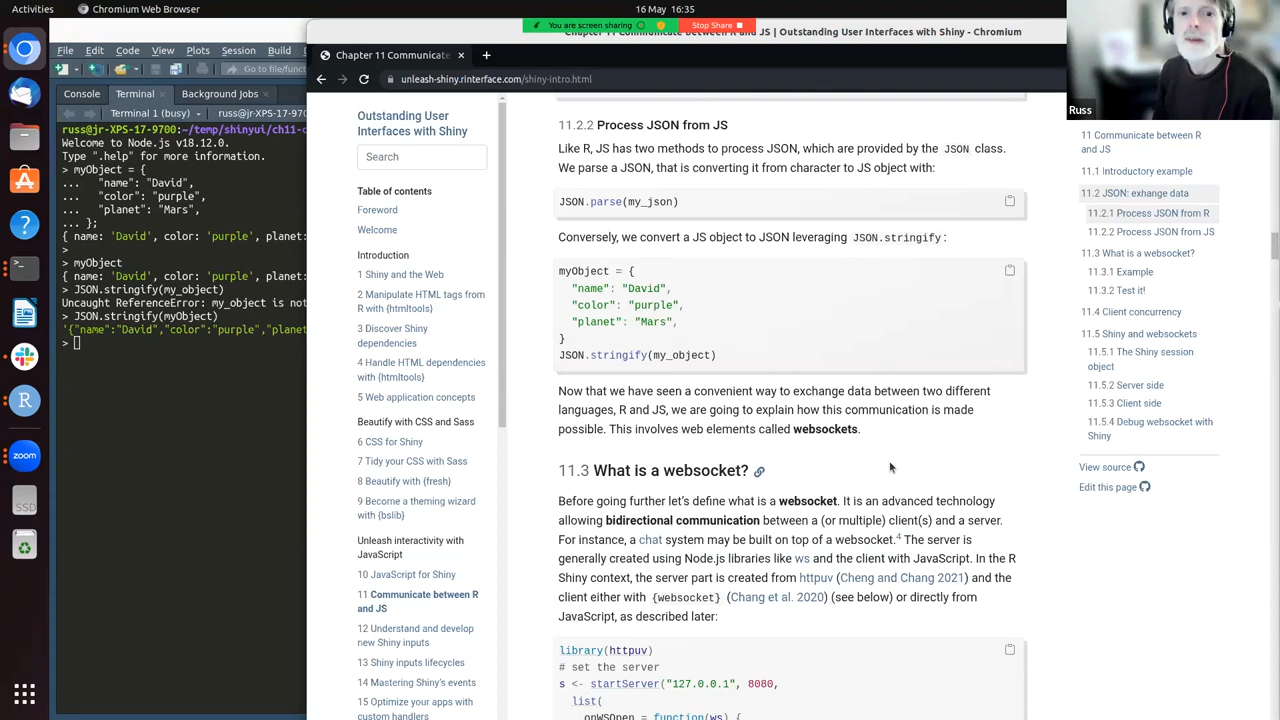 Activities
Chromium Web Browser
16 May 16:35
You are screen sharing
Stop Share
Chapter 11 Communicate between R and JS | Outstanding User Interfaces with Shiny - Chromium
File Edit Code View Plots Session Build
Go to file/func
Console
Terminal
Background Jobs
Terminal 1 (busy)
russ@jr-XPS-17-970
russ@jr-XPS-17-9700:~/temp/shinyui/ch11-c
Welcome to Node.js v18.12.0.
Type ".help" for more information.
> myObject = {
... "name": "David",
... "color": "purple",
... "planet": "Mars",
... };
{ name: 'David', color: 'purple', planet:
> myObject
{ name: 'David', color: 'purple', planet:
> JSON.stringify(my_object)
Uncaught ReferenceError: my_object is not
> JSON.stringify(myObject)
'{"name":"David","color":"purple","planet
>
zoom
SSD
Chapter 11 Communicate
unleash-shiny.rinterface.com/shiny-intro.html
Outstanding User
Interfaces with Shiny
Search
Table of contents
Foreword
Welcome
Introduction
1 Shiny and the Web
2 Manipulate HTML tags from
R with {htmltools}
3 Discover Shiny
dependencies
4 Handle HTML dependencies
with {htmltools}
5 Web application concepts
Beautify with CSS and Sass
6 CSS for Shiny
7 Tidy your CSS with Sass
8 Beautify with {fresh}
9 Become a theming wizard
with {bslib}
Unleash interactivity with
JavaScript
10 JavaScript for Shiny
11 Communicate between R
and JS
12 Understand and develop
new Shiny inputs
13 Shiny inputs lifecycles
14 Mastering Shiny's events
15 Optimize your apps with
custom handlers
11.2.2 Process JSON from JS
Like R, JS has two methods to process JSON, which are provided by the JSON class.
We parse a JSON, that is converting it from character to JS object with:
JSON.parse(my_json)
Conversely, we convert a JS object to JSON leveraging JSON.stringify:
myObject = {
"name": "David",
"color": "purple",
"planet": "Mars",
}
JSON.stringify(my_object)
Now that we have seen a convenient way to exchange data between two different
languages, R and JS, we are going to explain how this communication is made
possible. This involves web elements called websockets.
11.3 What is a websocket?
Before going further let's define what is a websocket. It is an advanced technology
allowing bidirectional communication between a (or multiple) client(s) and a server.
For instance, a chat system may be built on top of a websocket.4 The server is
generally created using Node.js libraries like ws and the client with JavaScript. In the R
Shiny context, the server part is created from httpuv (Cheng and Chang 2021) and the
client either with {websocket} (Chang et al. 2020) (see below) or directly from
JavaScript, as described later:
library(httpuv)
# set the server
s <- startServer("127.0.0.1", 8080,
list(
onWSOpen = function(ws) {
Russ
11 Communicate between R
and JS
11.1 Introductory example
11.2 JSON: exhange data
11.2.1 Process JSON from R
11.2.2 Process JSON from JS
11.3 What is a websocket?
11.3.1 Example
11.3.2 Test it!
11.4 Client concurrency
11.5 Shiny and websockets
11.5.1 The Shiny session
object
11.5.2 Server side
11.5.3 Client side
11.5.4 Debug websocket with
Shiny
View source
Edit this page